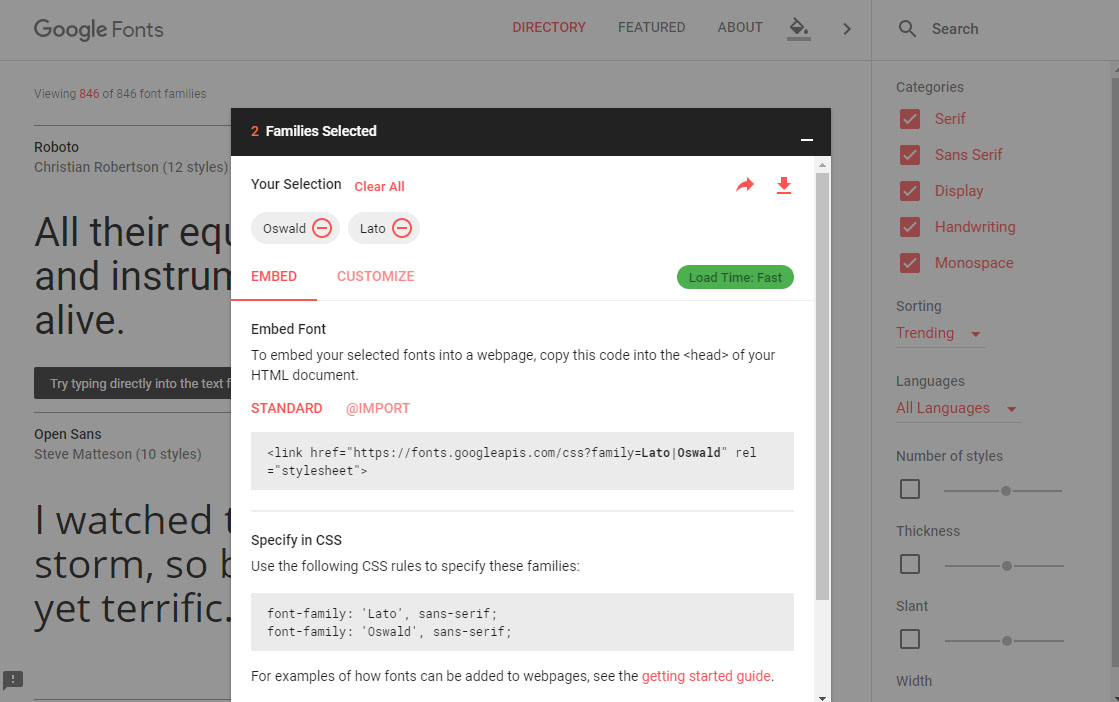 Google Fonts
DIRECTORY FEATURED ABOUT
Search
Viewing 846 of 846 font families
Roboto
Christian Robertson (12 styles)
All their equ
and instrum
alive.
Try typing directly into the text f
Open Sans
Steve Matteson (10 styles)
I watched t
storm, so b
yet terrific.
2 Families Selected
Your Selection Clear All
Oswald Lato
EMBED CUSTOMIZE Load Time: Fast
Embed Font
To embed your selected fonts into a webpage, copy this code into the <head> of your
HTML document.
STANDARD @IMPORT
<link href="https://fonts.googleapis.com/css?family=Lato|Oswald" rel
="stylesheet">
Specify in CSS
Use the following CSS rules to specify these families:
font-family: 'Lato', sans-serif;
font-family: 'Oswald', sans-serif;
For examples of how fonts can be added to webpages, see the getting started guide.
Categories
Serif
Sans Serif
Display
Handwriting
Monospace
Sorting
Trending
Languages
All Languages
Number of styles
Thickness
Slant
Width